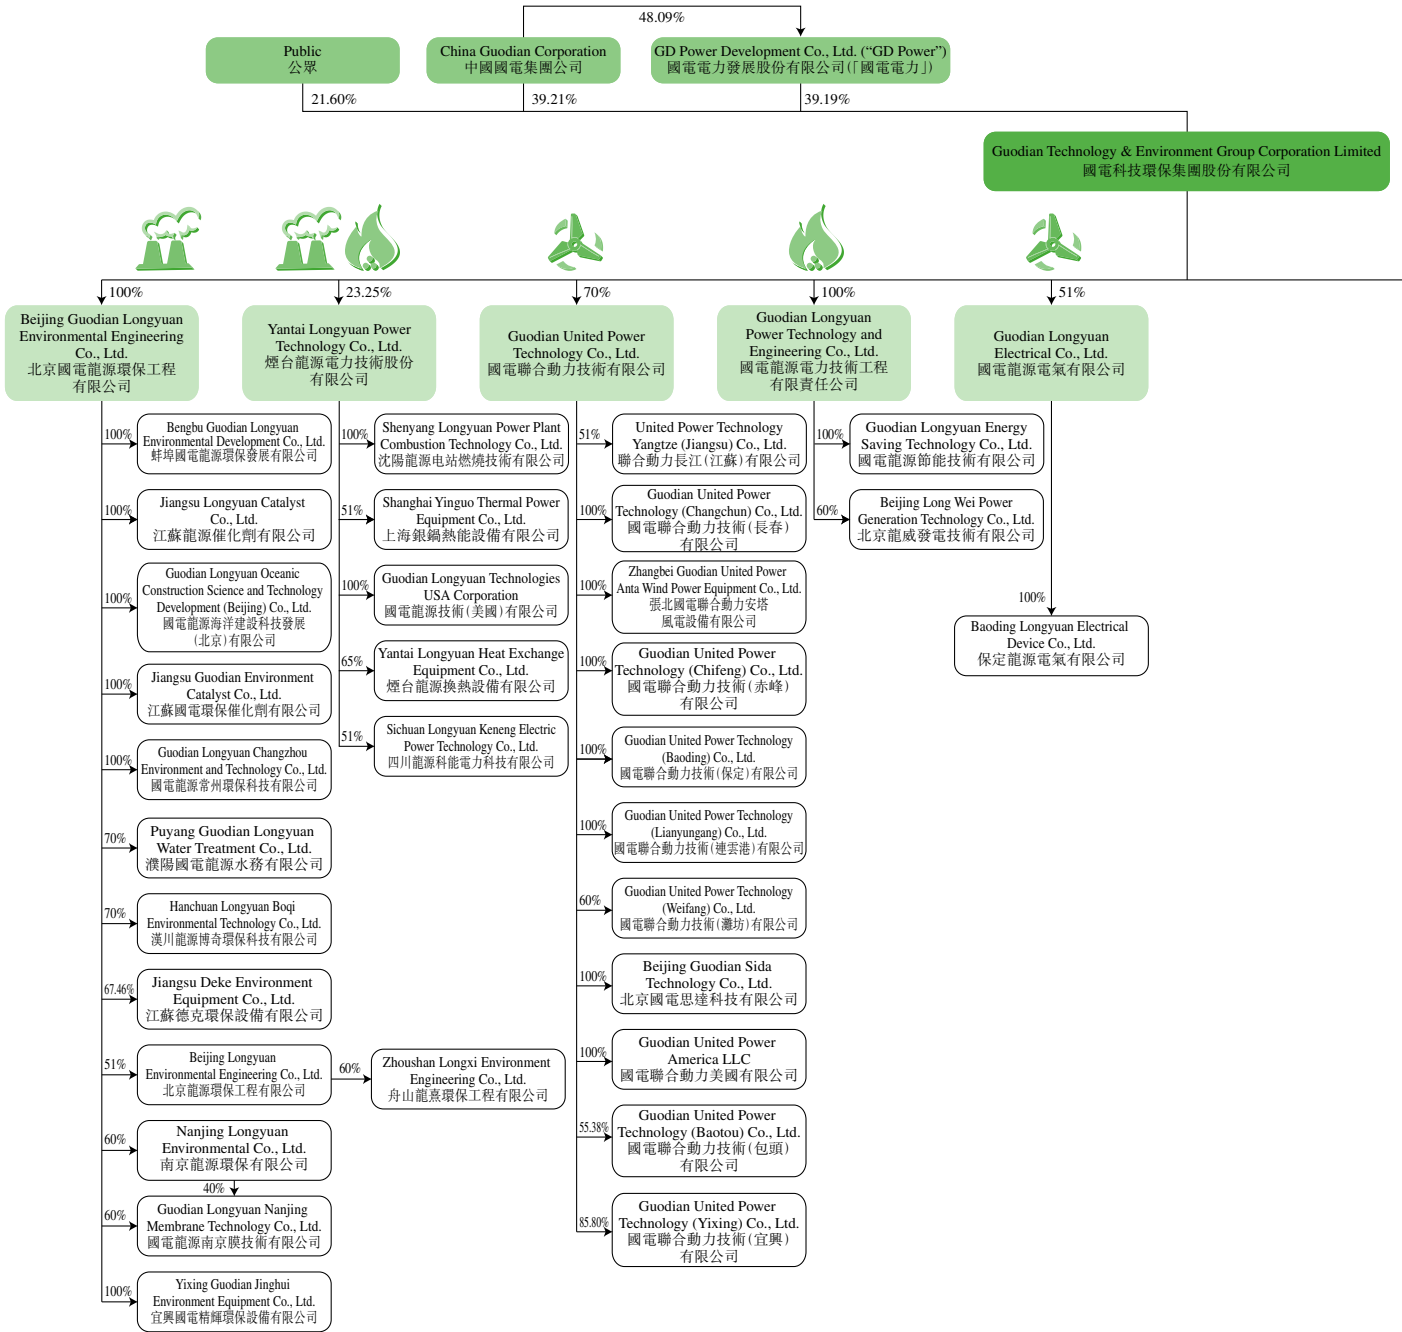 48.09%
Public
公眾
China Guodian Corporation
中國國電集團公司
GD Power Development Co., Ltd. (“GD Power”)
國電電力發展股份有限公司(「國電電力」)
21.60%
39.21%
39.19%
Guodian Technology & Environment Group Corporation Limited
國電科技環保集團股份有限公司
100%
23.25%
70%
100%
51%
Beijing Guodian Longyuan
Environmental Engineering
Co., Ltd.
北京國電龍源環保工程
有限公司
Yantai Longyuan Power
Technology Co., Ltd.
煙台龍源電力技術股份
有限公司
Guodian United Power
Technology Co., Ltd.
國電聯合動力技術有限公司
Guodian Longyuan
Power Technology and
Engineering Co., Ltd.
國電龍源電力技術工程
有限責任公司
Guodian Longyuan
Electrical Co., Ltd.
國電龍源電氣有限公司
100%
Bengbu Guodian Longyuan
Environmental Development Co., Ltd.
蚌埠國電龍源環保發展有限公司
100%
Jiangsu Longyuan Catalyst
Co., Ltd.
江蘇龍源催化劑有限公司
100%
Guodian Longyuan Oceanic
Construction Science and Technology
Development (Beijing) Co., Ltd.
國電龍源海洋建設科技發展
(北京)有限公司
100%
Jiangsu Guodian Environment
Catalyst Co., Ltd.
江蘇國電環保催化劑有限公司
100%
Guodian Longyuan Changzhou
Environment and Technology Co., Ltd.
國電龍源常州環保科技有限公司
70%
Puyang Guodian Longyuan
Water Treatment Co., Ltd.
濮陽國電龍源水務有限公司
70%
Hanchuan Longyuan Boqi
Environmental Technology Co., Ltd.
漢川龍源博奇環保科技有限公司
67.46%
Jiangsu Deke Environment
Equipment Co., Ltd.
江蘇德克環保設備有限公司
51%
Beijing Longyuan
Environmental Engineering Co., Ltd.
北京龍源環保工程有限公司
60%
Zhoushan Longxi Environment
Engineering Co., Ltd.
舟山龍熹環保工程有限公司
60%
Nanjing Longyuan
Environmental Co., Ltd.
南京龍源環保有限公司
40%
60%
Guodian Longyuan Nanjing
Membrane Technology Co., Ltd.
國電龍源南京膜技術有限公司
100%
Yixing Guodian Jinghui
Environment Equipment Co., Ltd.
宜興國電精輝環保設備有限公司
100%
Shenyang Longyuan Power Plant
Combustion Technology Co., Ltd.
沈陽龍源电站燃燒技術有限公司
51%
Shanghai Yinguo Thermal Power
Equipment Co., Ltd.
上海銀鍋熱能設備有限公司
100%
Guodian Longyuan Technologies
USA Corporation
國電龍源技術(美國)有限公司
65%
Yantai Longyuan Heat Exchange
Equipment Co., Ltd.
煙台龍源換熱設備有限公司
51%
Sichuan Longyuan Keneng Electric
Power Technology Co., Ltd.
四川龍源科能電力科技有限公司
51%
United Power Technology
Yangtze (Jiangsu) Co., Ltd.
聯合動力長江(江蘇)有限公司
100%
Guodian United Power
Technology (Changchun) Co., Ltd.
國電聯合動力技術(長春)
有限公司
100%
Zhangbei Guodian United Power
Anta Wind Power Equipment Co., Ltd.
張北國電聯合動力安塔
風電設備有限公司
100%
Guodian United Power
Technology (Chifeng) Co., Ltd.
國電聯合動力技術(赤峰)
有限公司
100%
Guodian United Power Technology
(Baoding) Co., Ltd.
國電聯合動力技術(保定)有限公司
100%
Guodian United Power Technology
(Lianyungang) Co., Ltd.
國電聯合動力技術(連雲港)有限公司
60%
Guodian United Power Technology
(Weifang) Co., Ltd.
國電聯合動力技術(濰坊)有限公司
100%
Beijing Guodian Sida
Technology Co., Ltd.
北京國電思達科技有限公司
100%
Guodian United Power
America LLC
國電聯合動力美國有限公司
55.38%
Guodian United Power
Technology (Baotou) Co., Ltd.
國電聯合動力技術(包頭)
有限公司
85.80%
Guodian United Power
Technology (Yixing) Co., Ltd.
國電聯合動力技術(宜興)
有限公司
100%
Guodian Longyuan Energy
Saving Technology Co., Ltd.
國電龍源節能技術有限公司
60%
Beijing Long Wei Power
Generation Technology Co., Ltd.
北京龍威發電技術有限公司
100%
Baoding Longyuan Electrical
Device Co., Ltd.
保定龍源電氣有限公司